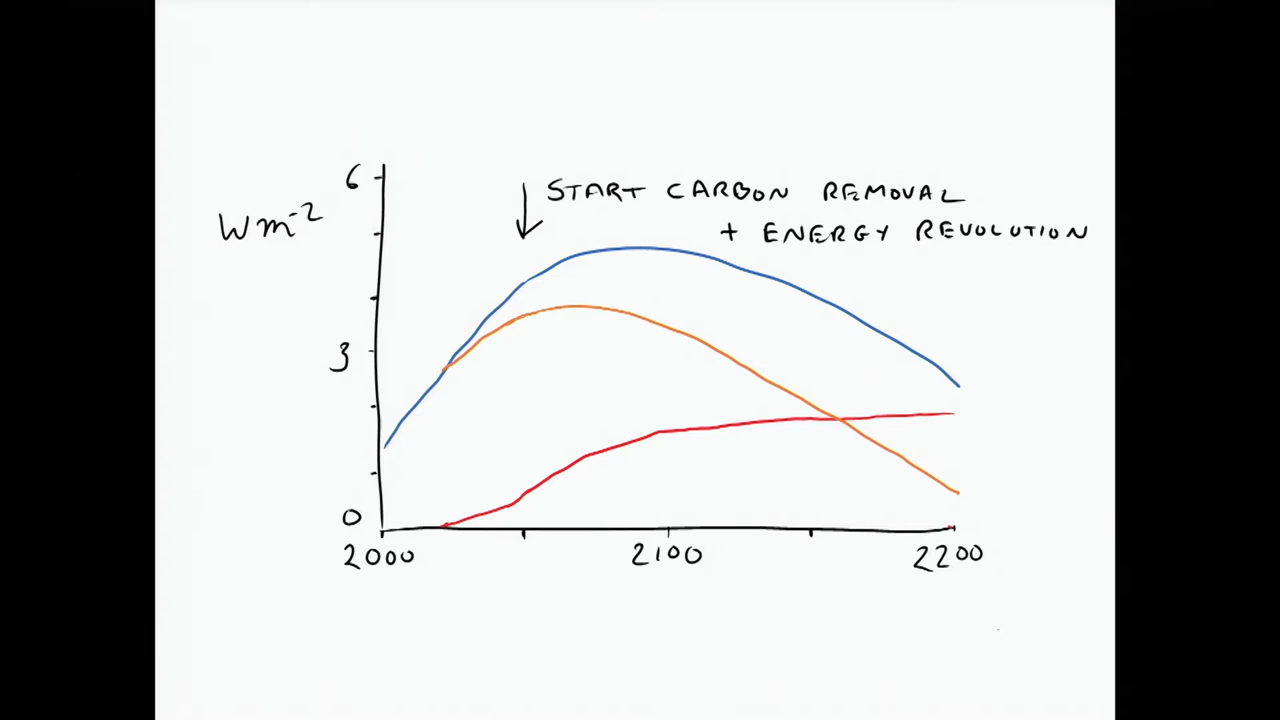 6
START CARBON REMOVAL
Wm⁻²
+ ENERGY REVOLUTION
3
0
2000
2100
2200